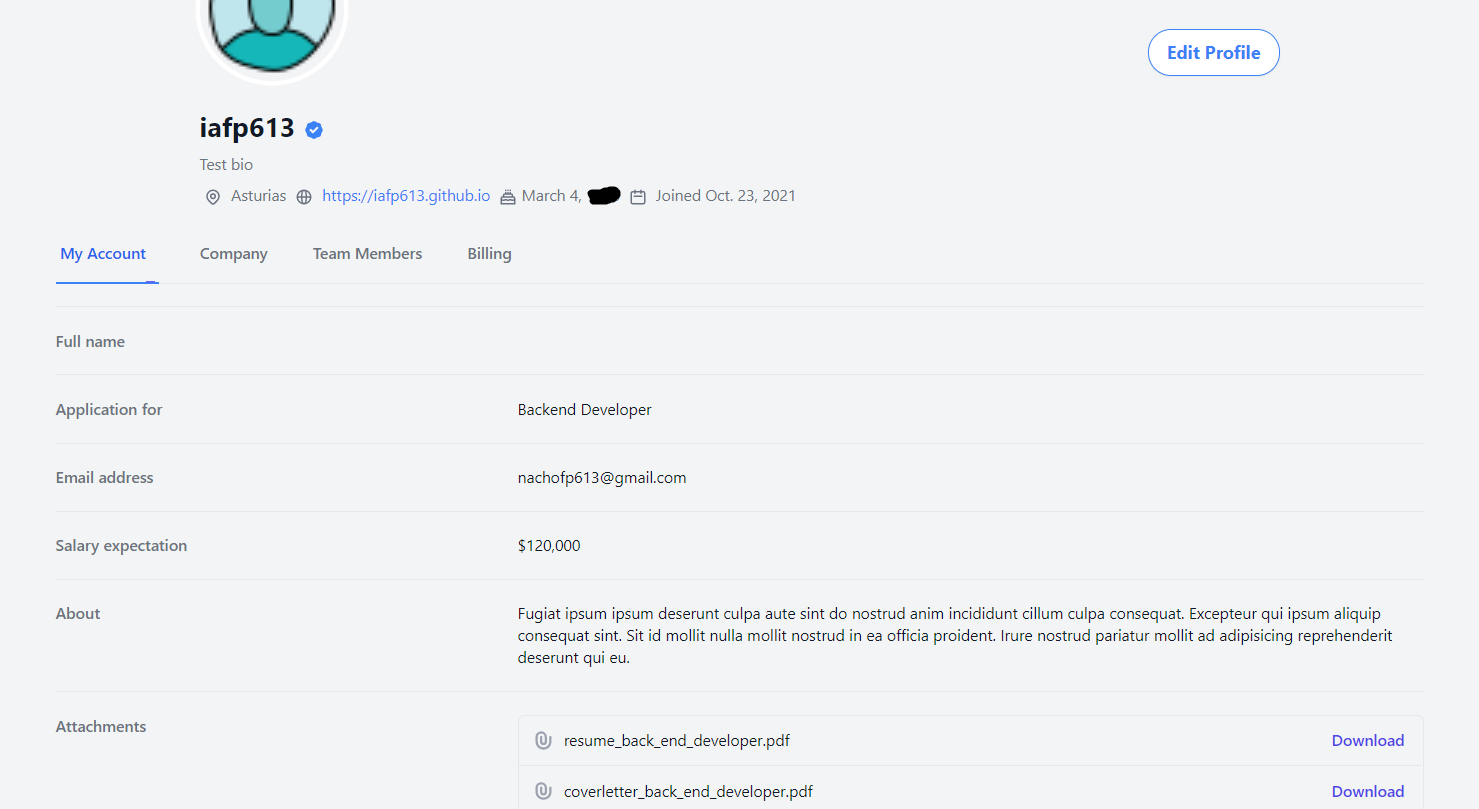 Edit Profile
iafp613
Test bio
Asturias https://iafp613.github.io March 4, Joined Oct. 23, 2021
My Account Company Team Members Billing
Full name
Application for Backend Developer
Email address nachofp613@gmail.com
Salary expectation $120,000
About Fugiat ipsum ipsum deserunt culpa aute sint do nostrud anim incididunt cillum culpa consequat. Excepteur qui ipsum aliquip
consequat sint. Sit id mollit nulla mollit nostrud in ea officia proident. Irure nostrud pariatur mollit ad adipisicing reprehenderit
deserunt qui eu.
Attachments resume_back_end_developer.pdf Download
coverletter_back_end_developer.pdf Download